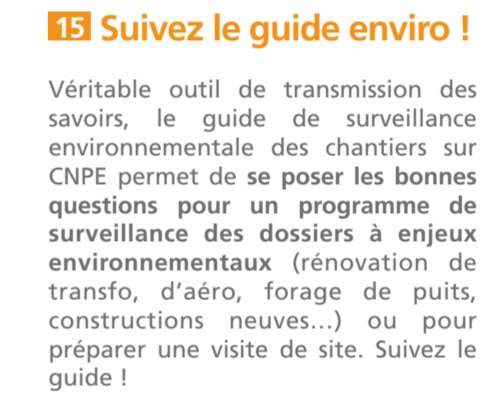 15 Suivez le guide enviro !
Véritable outil de transmission des
savoirs, le guide de surveillance
environnementale des chantiers sur
CNPE permet de se poser les bonnes
questions pour un programme de
surveillance des dossiers à enjeux
environnementaux (rénovation de
transfo, d’aéro, forage de puits,
constructions neuves...) ou pour
préparer une visite de site. Suivez le
guide !